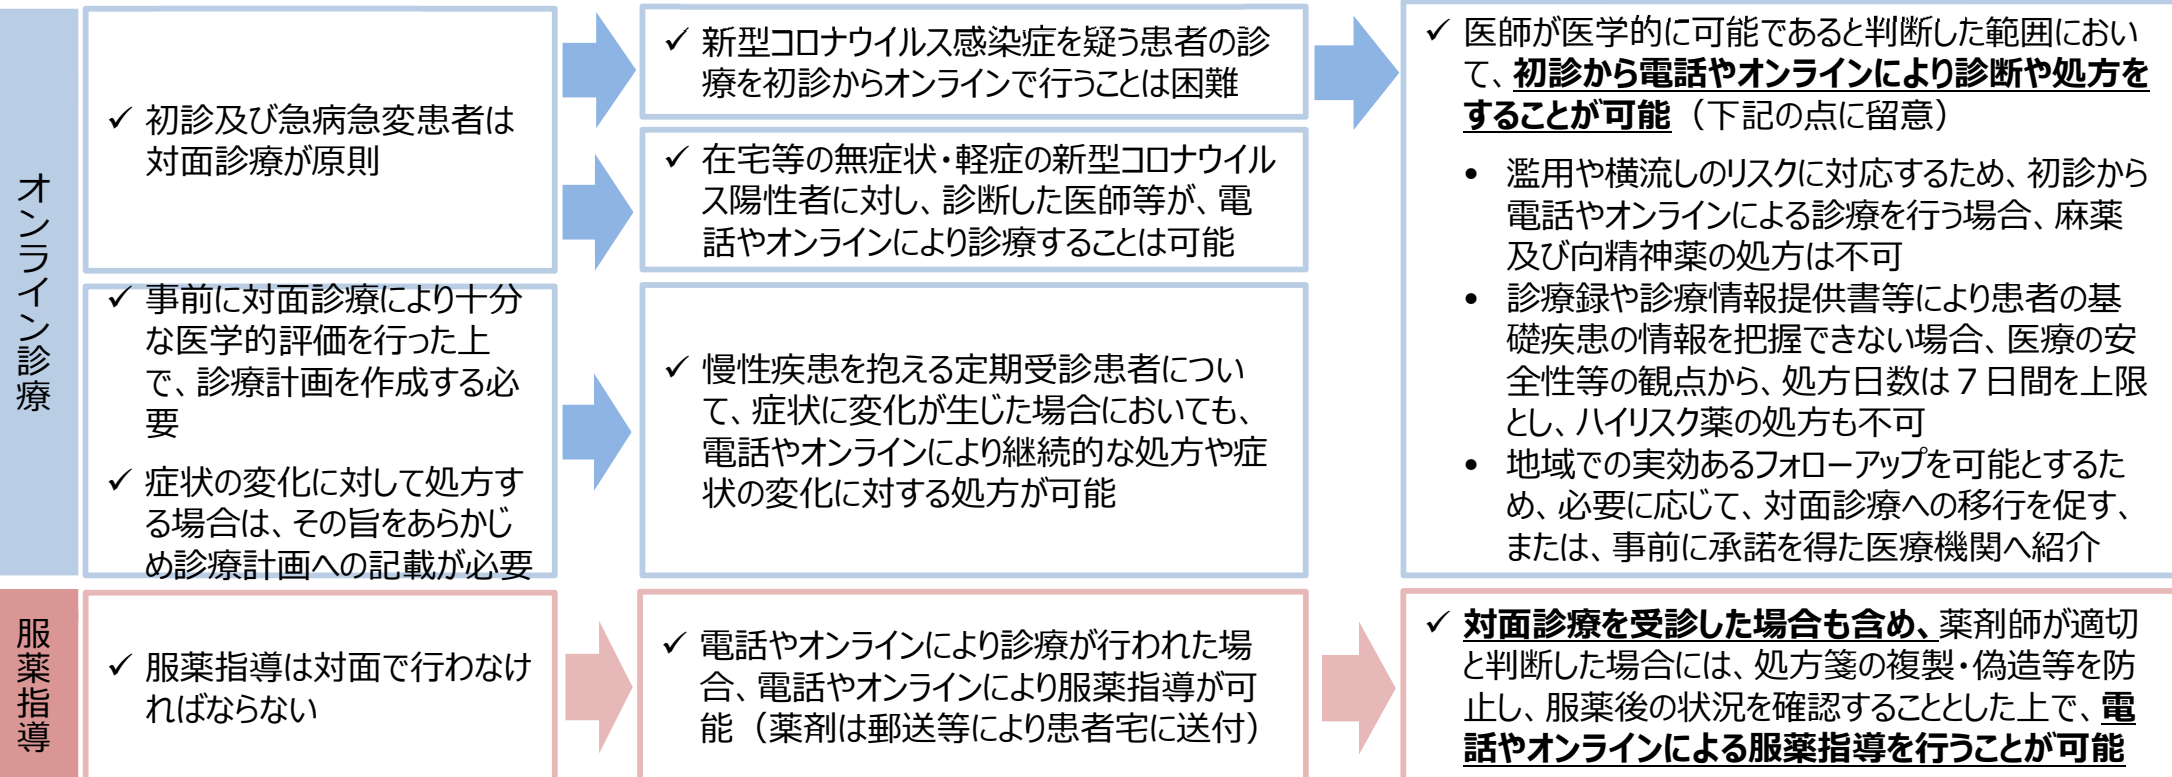 オンライン診療
✓ 初診及び急病急変患者は
対面診療が原則
✓ 事前に対面診療により十分
な医学的評価を行った上
で、診療計画を作成する必
要
✓ 症状の変化に対して処方す
る場合は、その旨をあらかじ
め診療計画への記載が必要
✓ 新型コロナウイルス感染症を疑う患者の診
療を初診からオンラインで行うことは困難
✓ 在宅等の無症状・軽症の新型コロナウイル
ス陽性者に対し、診断した医師等が、電
話やオンラインにより診療することは可能
✓ 慢性疾患を抱える定期受診患者につい
て、症状に変化が生じた場合においても、
電話やオンラインにより継続的な処方や症
状の変化に対する処方が可能
✓ 医師が医学的に可能であると判断した範囲におい
て、初診から電話やオンラインにより診断や処方を
することが可能（下記の点に留意）
• 濫用や横流しのリスクに対応するため、初診から
電話やオンラインによる診療を行う場合、麻薬
及び向精神薬の処方は不可
• 診療録や診療情報提供書等により患者の基
礎疾患の情報を把握できない場合、医療の安
全性等の観点から、処方日数は７日間を上限
とし、ハイリスク薬の処方も不可
• 地域での実効あるフォローアップを可能とするた
め、必要に応じて、対面診療への移行を促す、
または、事前に承諾を得た医療機関へ紹介
服薬指導
✓ 服薬指導は対面で行わなけ
ればならない
✓ 電話やオンラインにより診療が行われた場
合、電話やオンラインにより服薬指導が可
能（薬剤は郵送等により患者宅に送付）
✓ 対面診療を受診した場合も含め、薬剤師が適切
と判断した場合には、処方箋の複製・偽造等を防
止し、服薬後の状況を確認することとした上で、電
話やオンラインによる服薬指導を行うことが可能